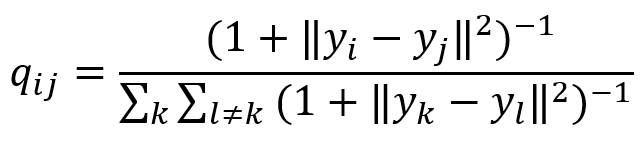 q_{ij} = \frac{(1 + \|y_i - y_j\|^2)^{-1}}{\sum_k \sum_{l \neq k} (1 + \|y_k - y_l\|^2)^{-1}}